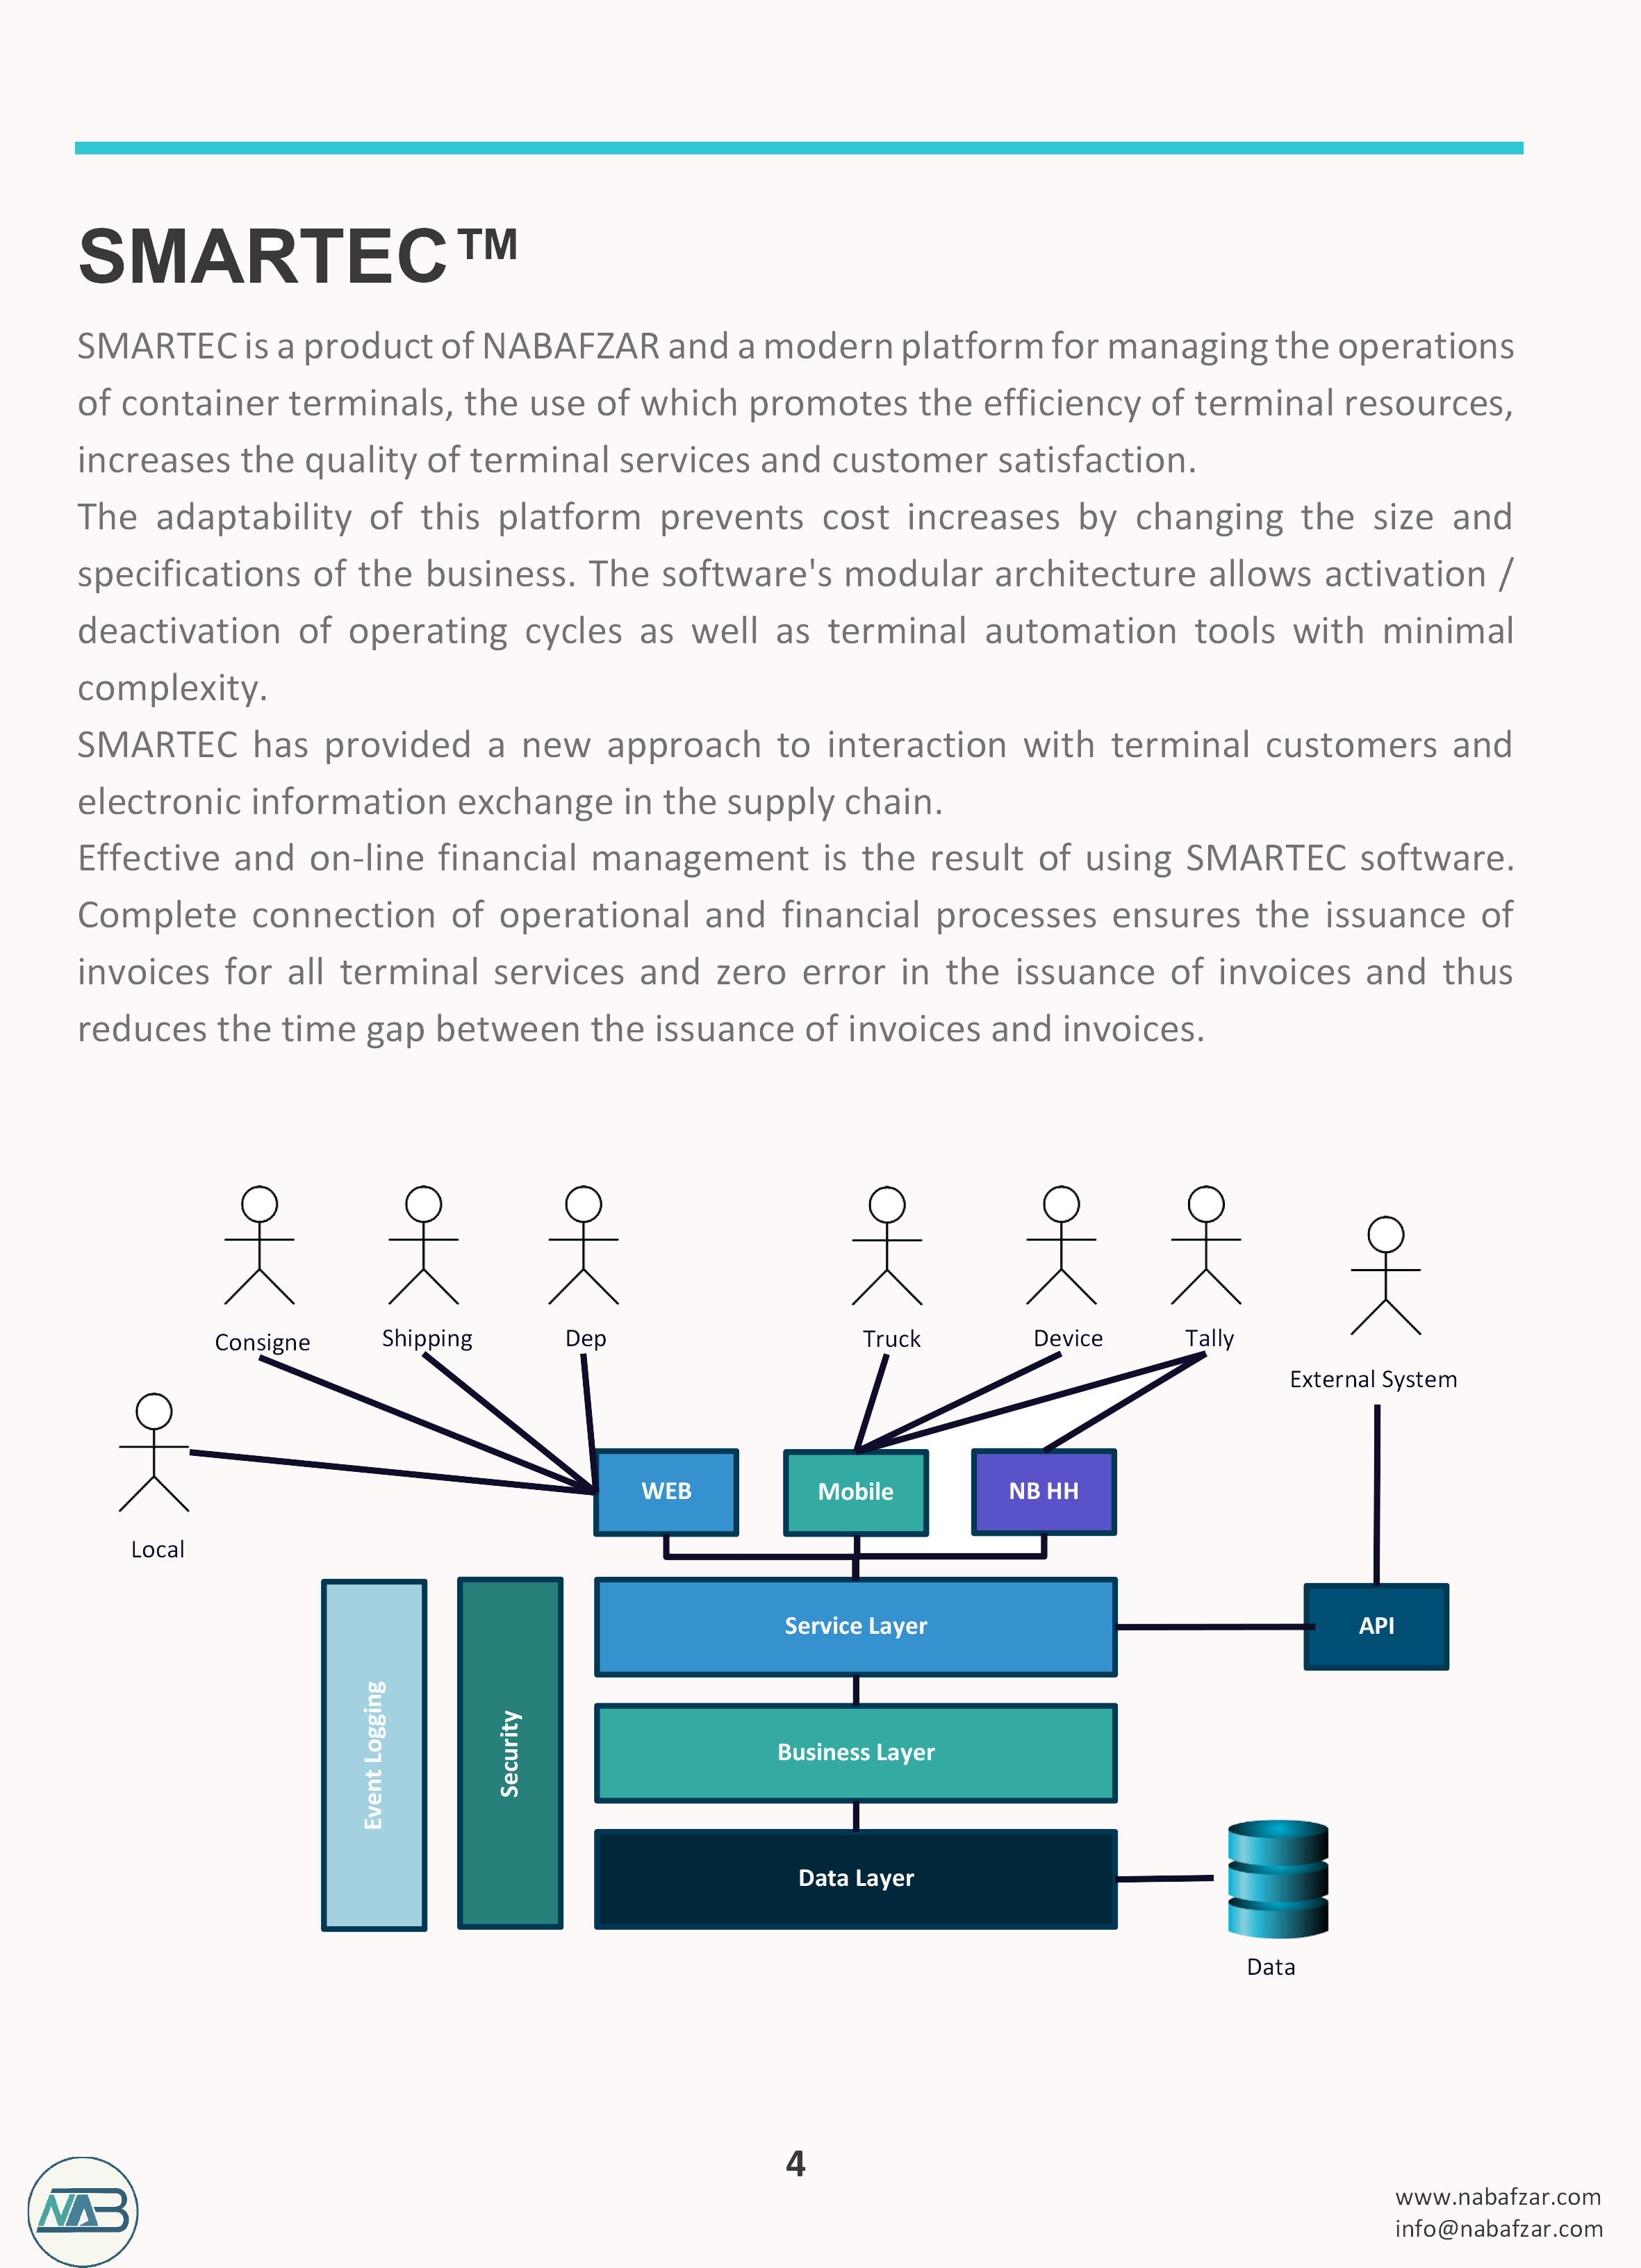 SMARTEC™
SMARTEC is a product of NABAFZAR and a modern platform for managing the operations
of container terminals, the use of which promotes the efficiency of terminal resources,
increases the quality of terminal services and customer satisfaction.
The adaptability of this platform prevents cost increases by changing the size and
specifications of the business. The software's modular architecture allows activation /
deactivation of operating cycles as well as terminal automation tools with minimal
complexity.
SMARTEC has provided a new approach to interaction with terminal customers and
electronic information exchange in the supply chain.
Effective and on-line financial management is the result of using SMARTEC software.
Complete connection of operational and financial processes ensures the issuance of
invoices for all terminal services and zero error in the issuance of invoices and thus
reduces the time gap between the issuance of invoices and invoices.
Consigne
Shipping
Dep
Truck
Device
Tally
External System
Local
WEB
Mobile
NB HH
Event Logging
Security
Service Layer
API
Business Layer
Data Layer
Data
4
NAB
www.nabafzar.com
info@nabafzar.com